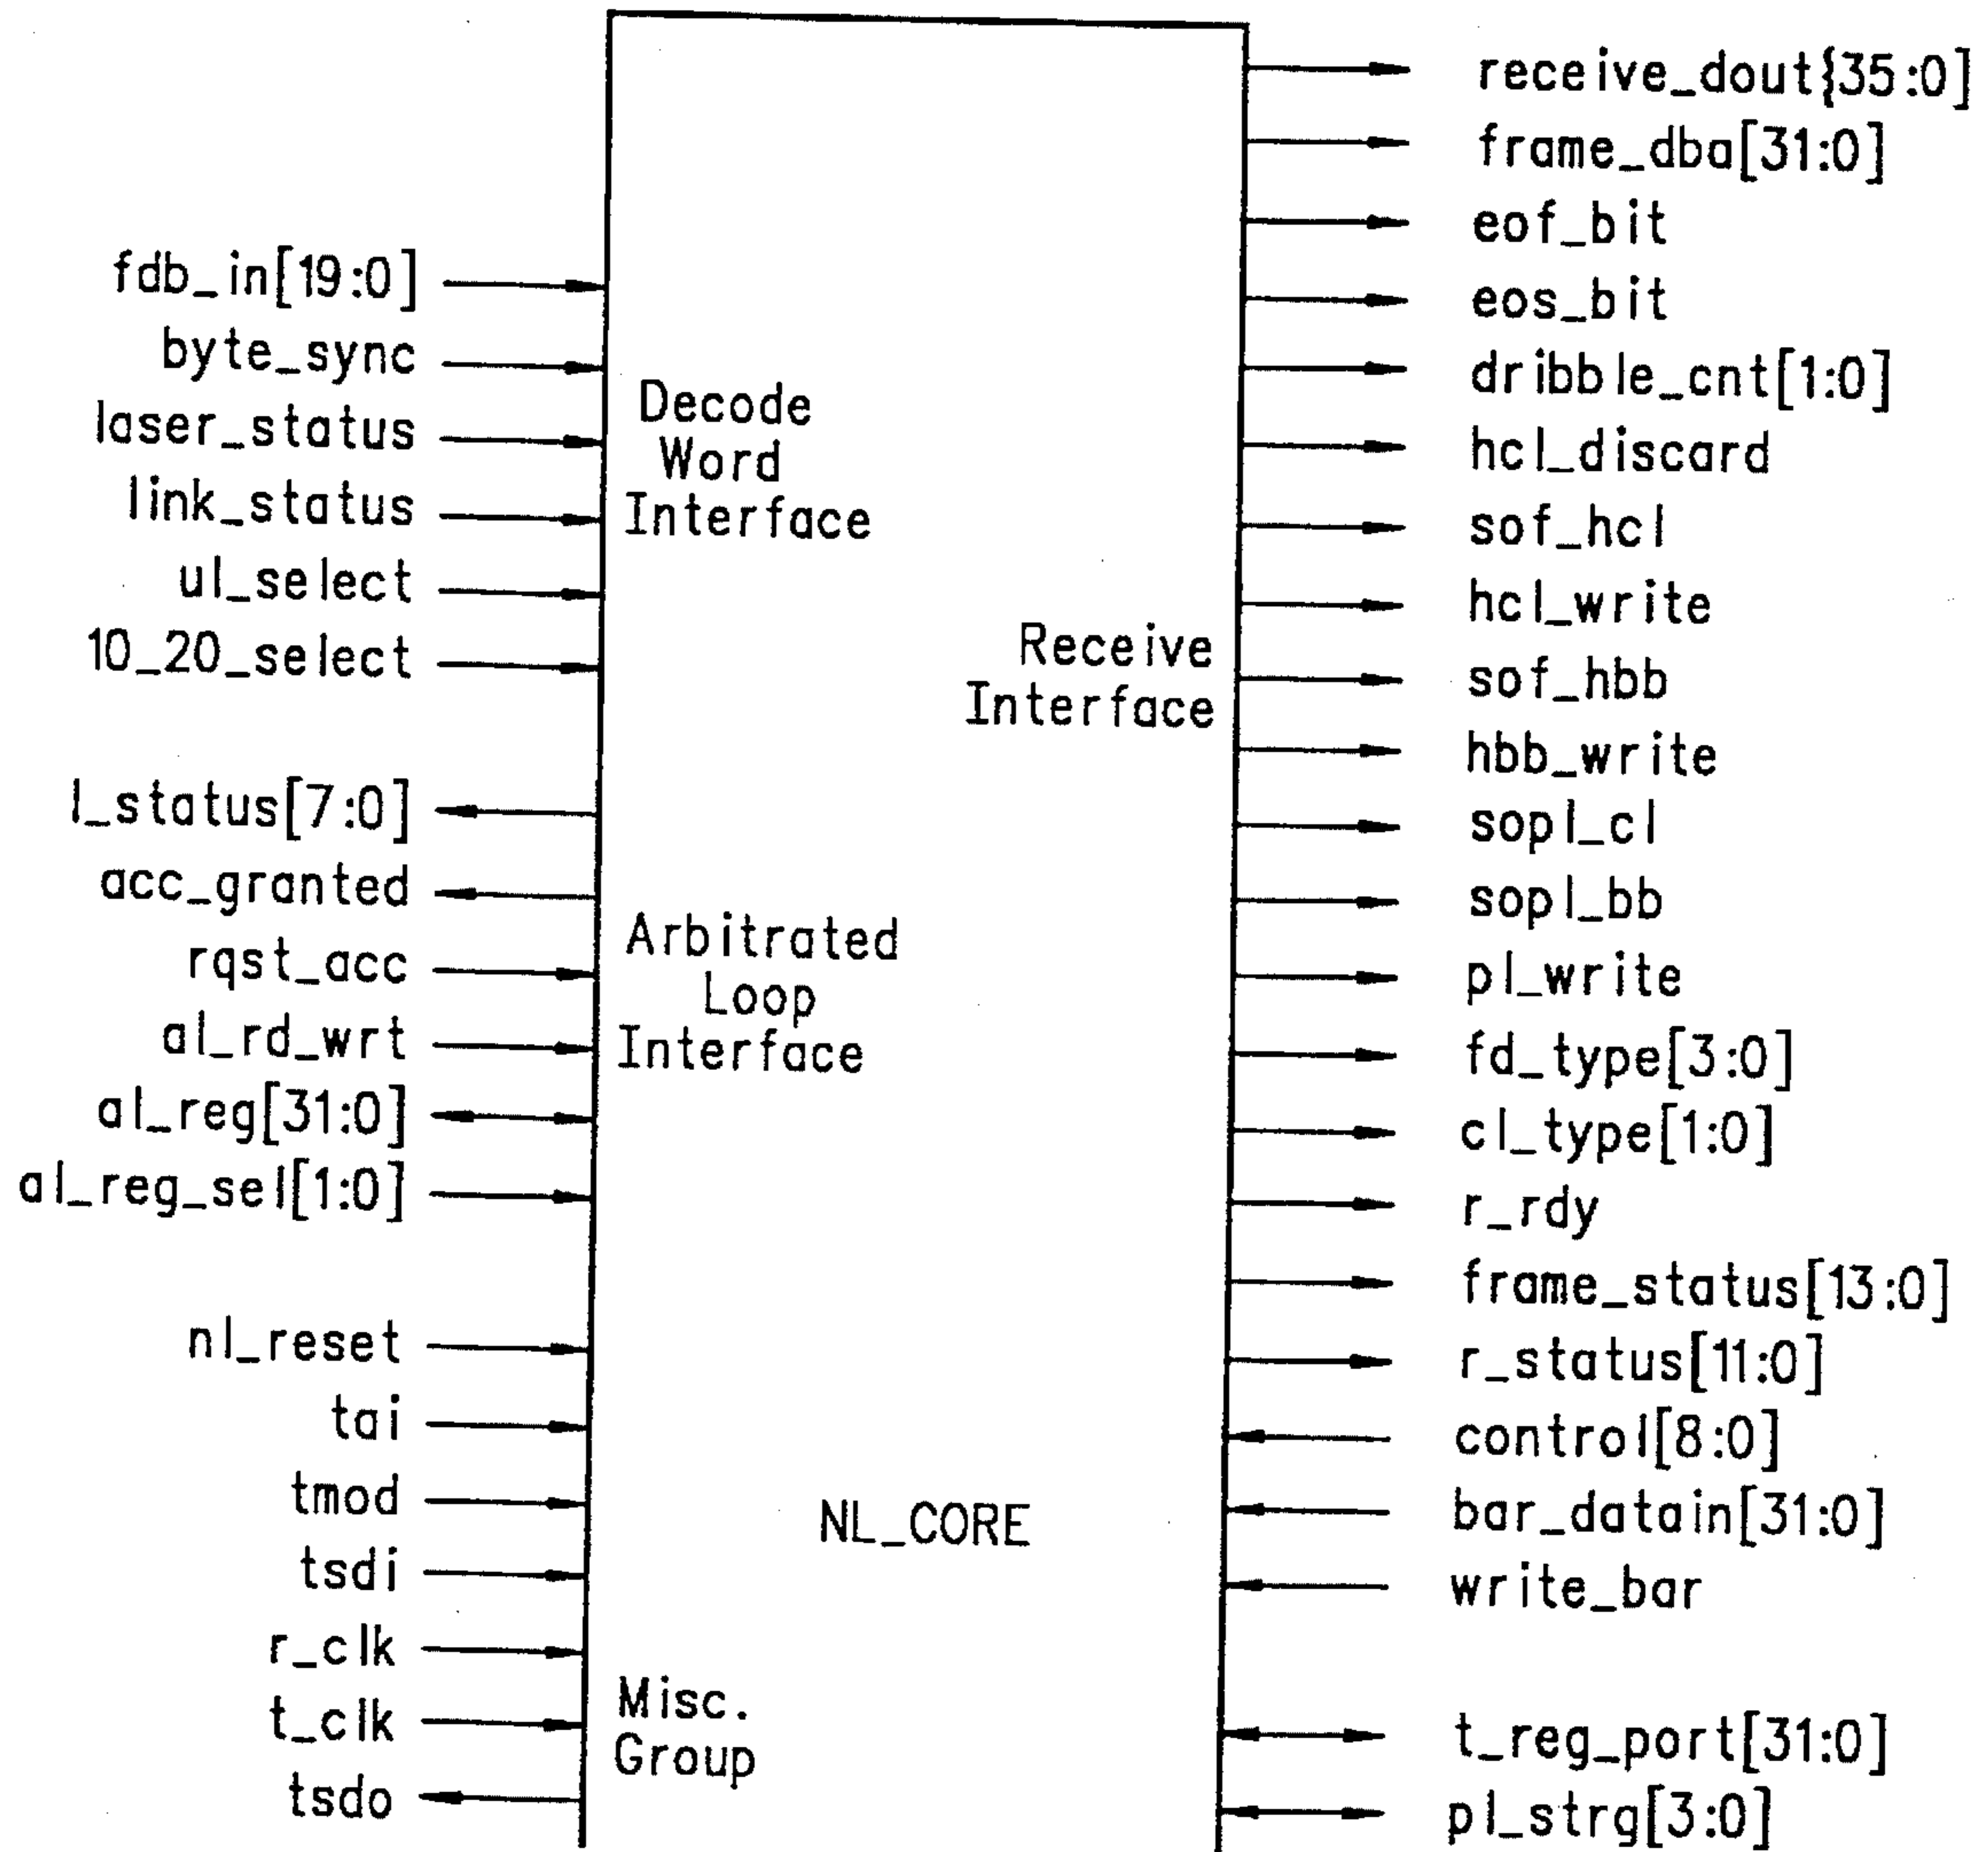 fdb_in[19:0]
byte_sync
laser_status
link_status
ul_select
10_20_select
l_status[7:0]
acc_granted
rqst_acc
al_rd_wrt
al_reg[31:0]
al_reg_sel[1:0]
nl_reset
tai
tmod
tsdi
r_clk
t_clk
tsdo
Decode
Word
Interface
Arbitrated
Loop
Interface
Misc.
Group
Receive
Interface
NL_CORE
receive_dout{35:0]
frame_dba[31:0]
eof_bit
eos_bit
dribble_cnt[1:0]
hcl_discard
sof_hcl
hcl_write
sof_hbb
hbb_write
sopl_cl
sopl_bb
pl_write
fd_type[3:0]
cl_type[1:0]
r_rdy
frame_status[13:0]
r_status[11:0]
control[8:0]
bar_datain[31:0]
write_bar
t_reg_port[31:0]
pl_strg[3:0]